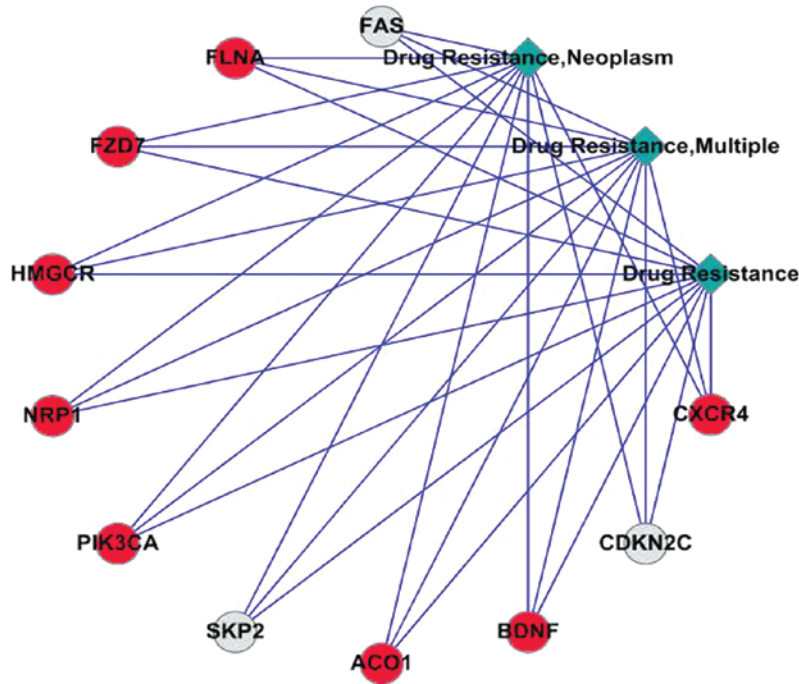 FAS
FLNA
Drug Resistance,Neoplasm
FZD7
Drug Resistance,Multiple
HMGCR
Drug Resistance
NRP1
CXCR4
PIK3CA
CDKN2C
SKP2
BDNF
ACO1